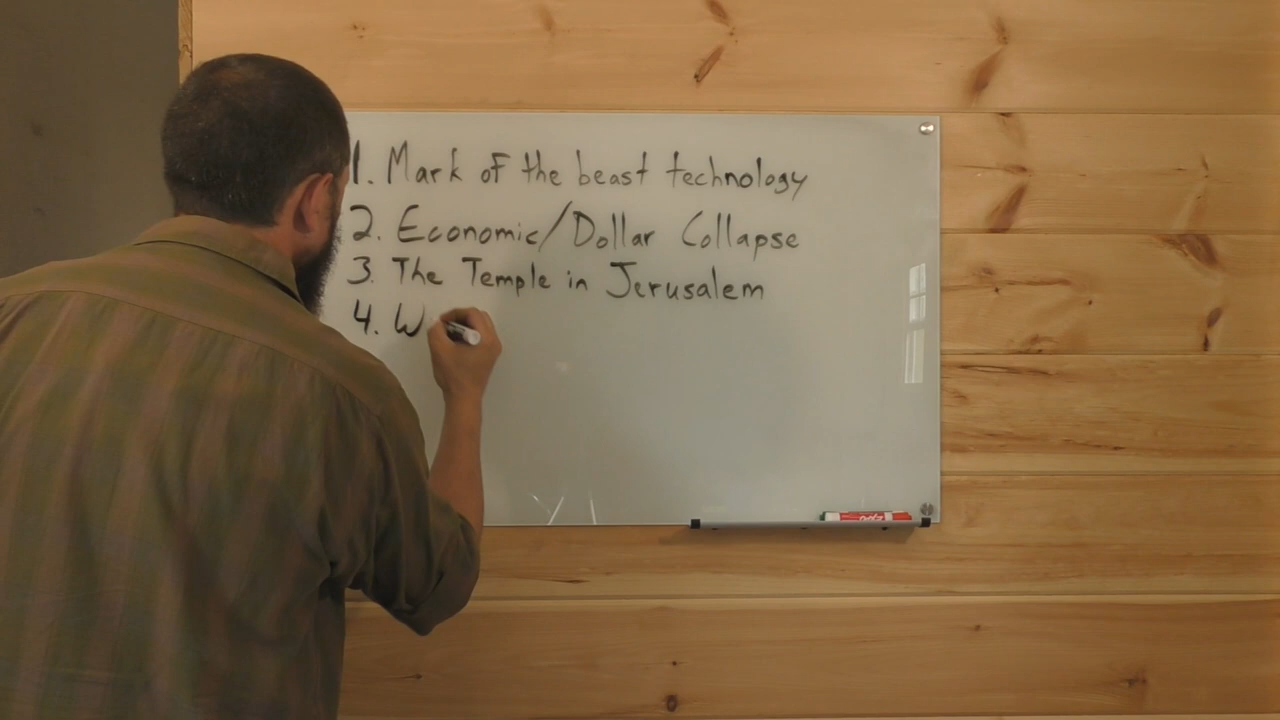 1. Mark of the beast technology
2. Economic/Dollar Collapse
3. The Temple in Jerusalem
4. W